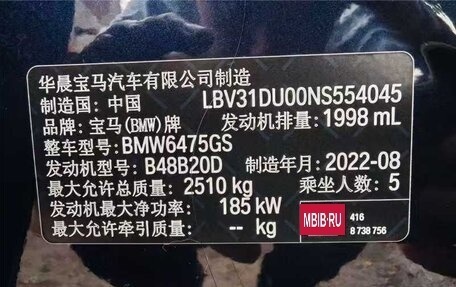 华晨宝马汽车有限公司制造
制造国: 中国 LBV31DU00NS554045
品牌: 宝马(BMW)牌 发动机排量: 1998 mL
整车型号: BMW6475GS
发动机型号: B48B20D 制造年月: 2022-08
最大允许总质量: 2510 kg 乘坐人数: 5
发动机最大净功率: 185 kW
最大允许牵引质量: -- kg
MBIB·RU
416
8 738 756